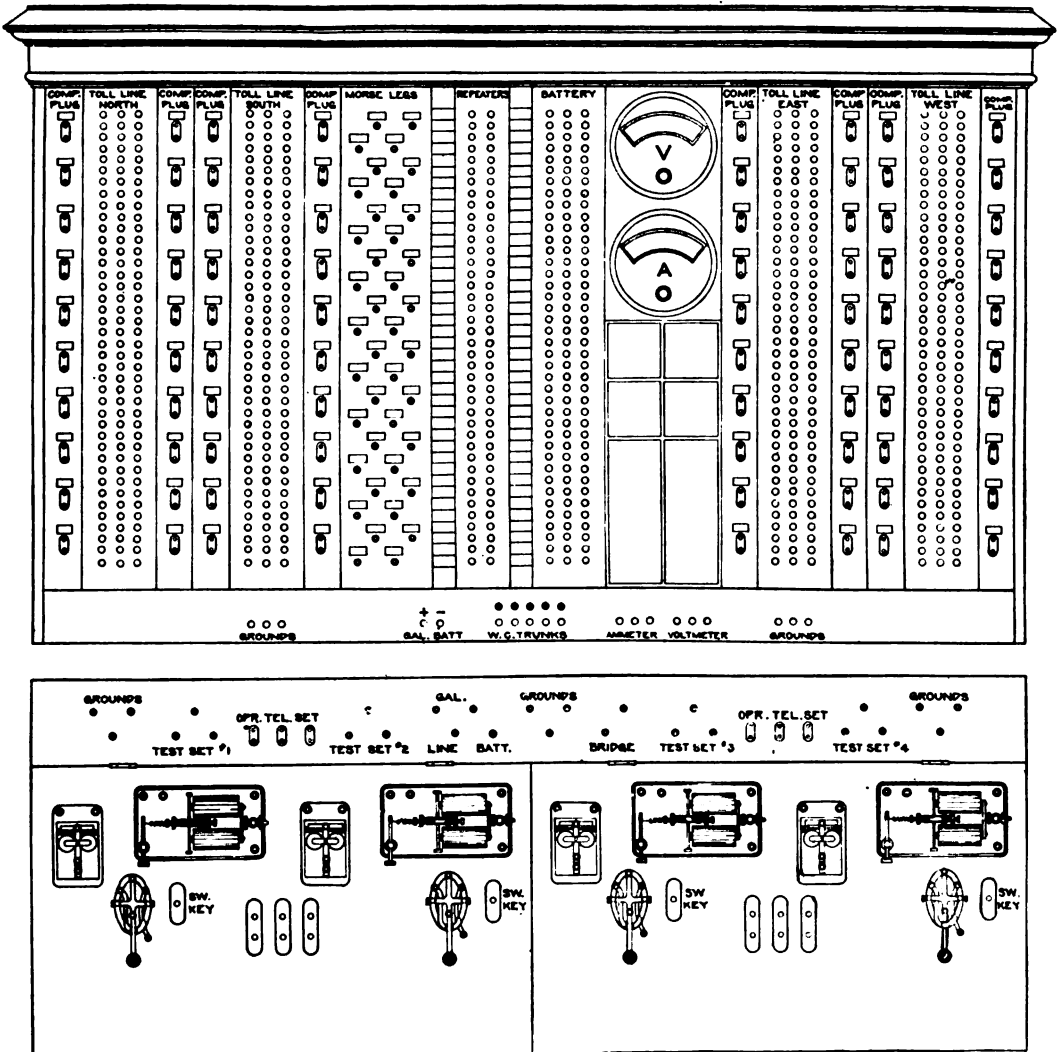 COMP. PLUG
TOLL LINE NORTH
COMP. PLUG
COMP. PLUG
TOLL LINE SOUTH
COMP. PLUG
MORSE LEGS
REPEATERS
BATTERY
COMP. PLUG
TOLL LINE EAST
COMP. PLUG
COMP. PLUG
TOLL LINE WEST
COMP. PLUG
V
A
+ -
GROUNDS
GAL. BATT
W.C. TRUNKS
AMMETER
VOLTMETER
GROUNDS
GROUNDS
GAL.
GROUNDS
GROUNDS
OPR. TEL. SET
OPR. TEL. SET
TEST SET #1
TEST SET #2
LINE
BATT.
BRIDGE
TEST SET #3
TEST SET #4
SW. KEY
SW. KEY
SW. KEY
SW. KEY